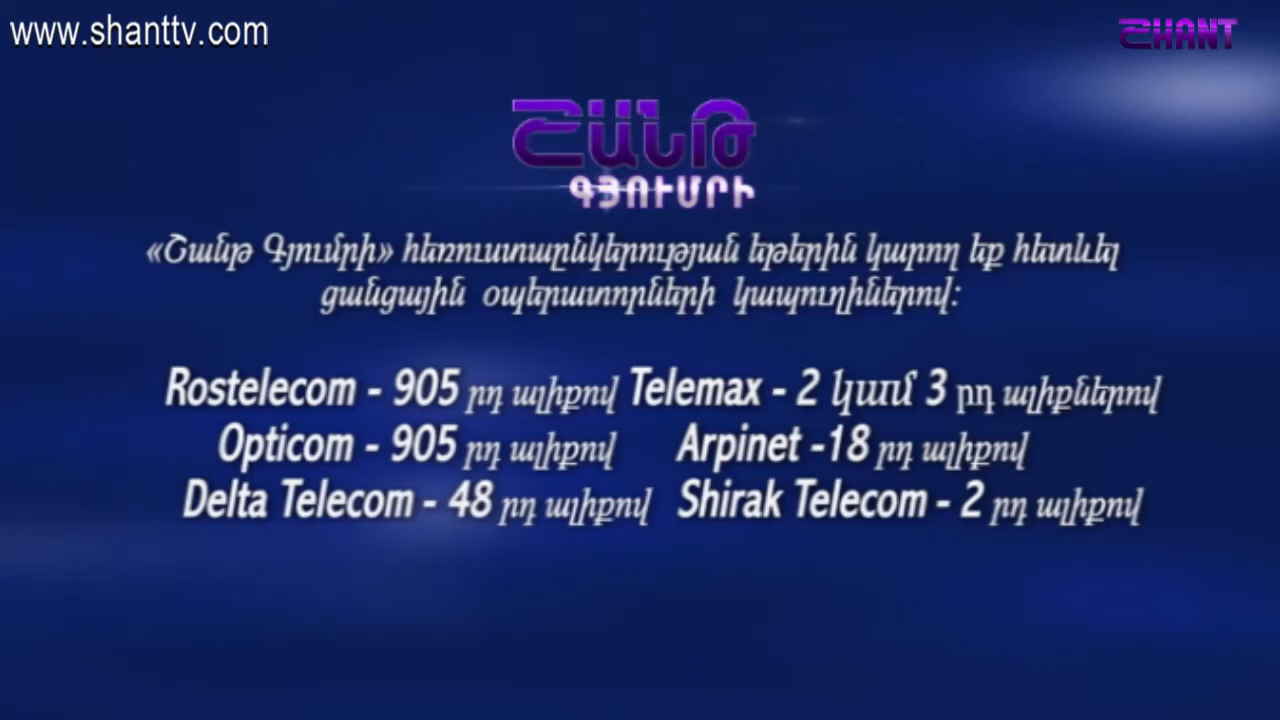 www.shanttv.com
SHANT
ՇԱՆԹ
ԳՅՈՒՄՐԻ
«Շանթ Գյումրի» հեռուստաընկերության եթերին կարող եք հետևել
ցանցային օպերատորների կապուղիներով:
Rostelecom - 905 րդ ալիքով Telemax - 2 կամ 3 րդ ալիքներով
Opticom - 905 րդ ալիքով Arpinet -18 րդ ալիքով
Delta Telecom - 48 րդ ալիքով Shirak Telecom - 2 րդ ալիքով